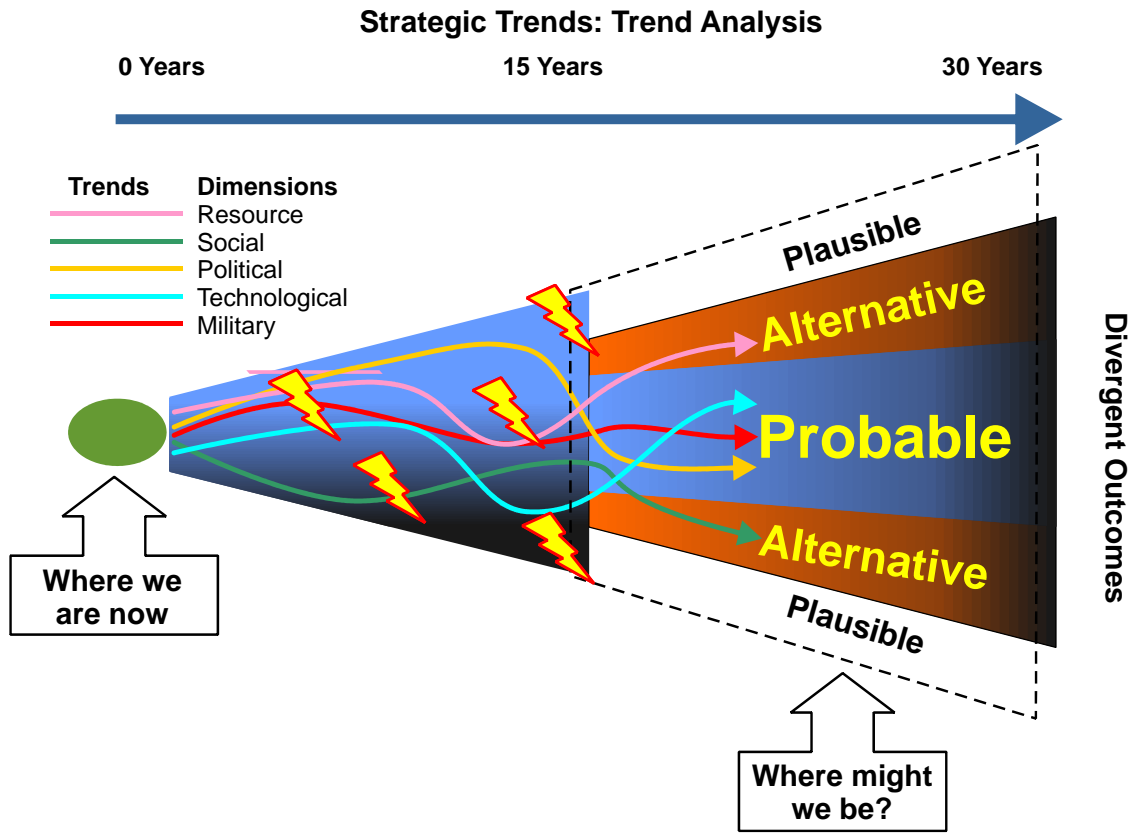 Strategic Trends: Trend Analysis
0 Years
15 Years
30 Years
Trends
Dimensions
Resource
Social
Political
Technological
Military
Plausible
Alternative
Probable
Alternative
Plausible
Divergent Outcomes
Where we
are now
Where might
we be?